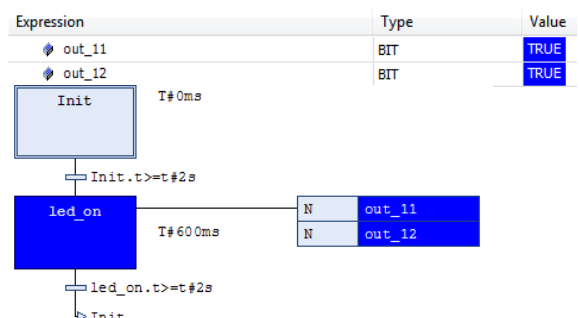 Expression Type Value
out_11 BIT TRUE
out_12 BIT TRUE
Init T#0ms
Init.t>=t#2s
led_on N out_11
T#600ms N out_12
led_on.t>=t#2s
Init